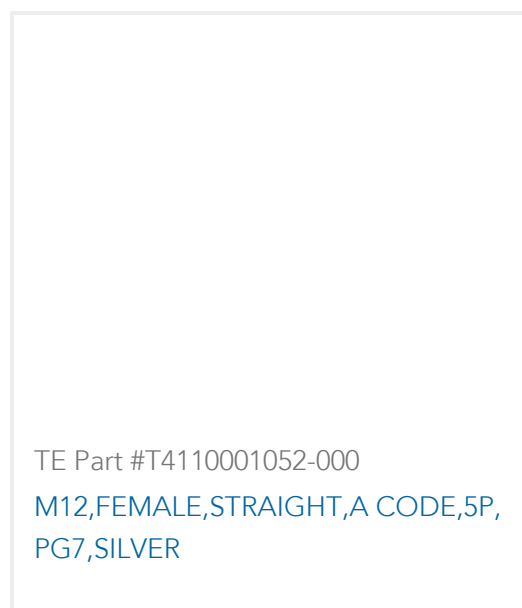 TE Part #T4110001052-000
M12,FEMALE,STRAIGHT,A CODE,5P,
PG7,SILVER